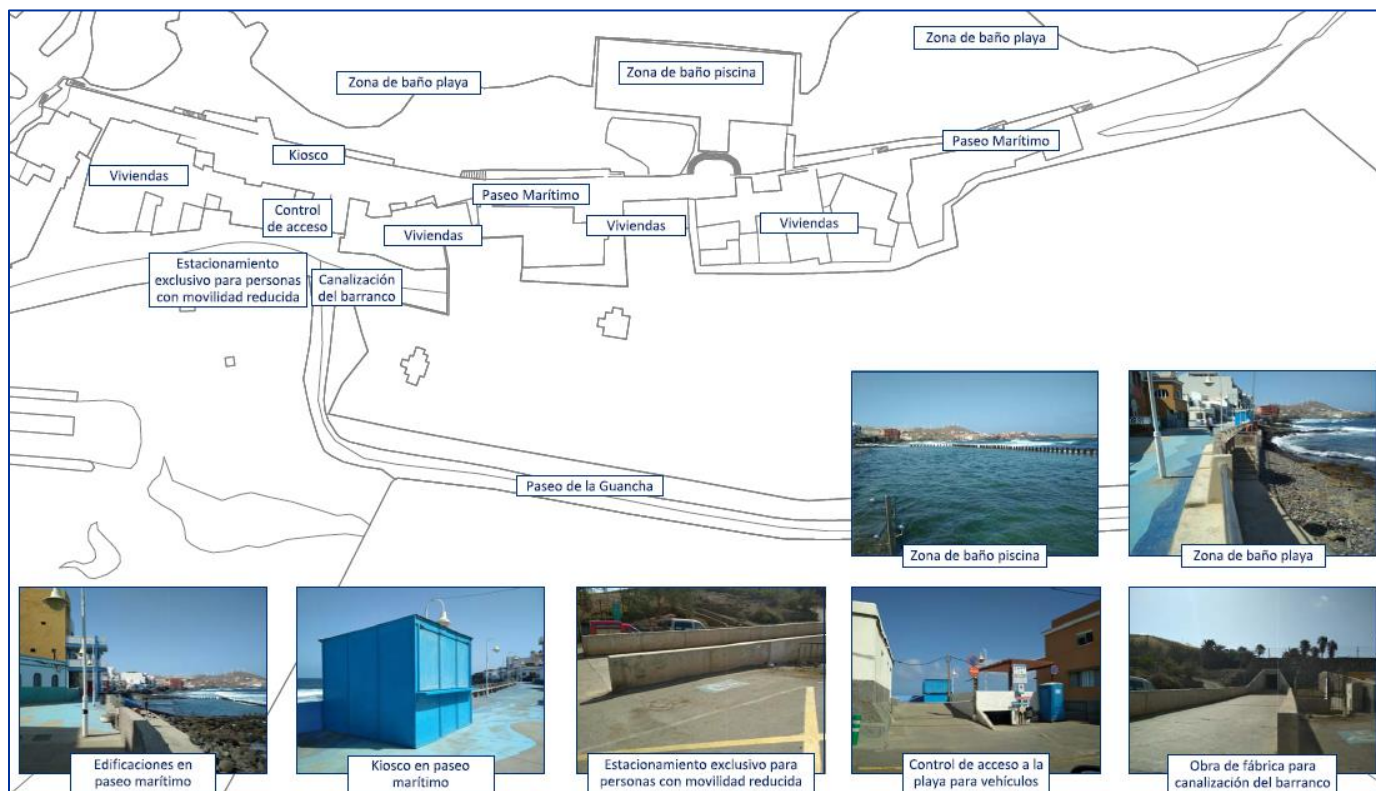 Zona de baño playa
Zona de baño piscina
Zona de baño playa
Paseo Marítimo
Kiosco
Viviendas
Paseo Marítimo
Control
de acceso
Viviendas
Viviendas
Viviendas
Estacionamiento
exclusivo para personas
con movilidad reducida
Canalización
del barranco
Paseo de la Guancha
Zona de baño piscina
Zona de baño playa
Edificaciones en
paseo marítimo
Kiosco en paseo
marítimo
Estacionamiento exclusivo para
personas con movilidad reducida
Control de acceso a la
playa para vehículos
Obra de fábrica para
canalización del barranco